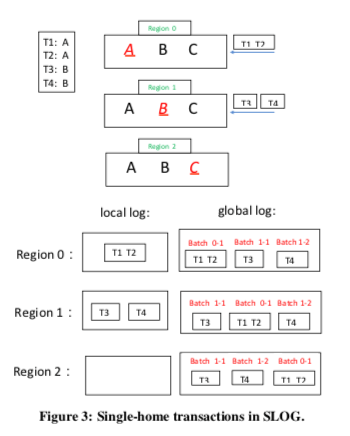 Region 0
T1: A
T2: A
T3: B
T4: B
A B C
T1 T2
Region 1
A B C
T3 T4
Region 2
A B C
local log: global log:
Region 0 :
T1 T2
Batch 0-1 Batch 1-1 Batch 1-2
T1 T2 T3 T4
Region 1 :
T3 T4
Batch 1-1 Batch 0-1 Batch 1-2
T3 T1 T2 T4
Region 2 :
Batch 1-1 Batch 1-2 Batch 0-1
T3 T4 T1 T2
Figure 3: Single-home transactions in SLOG.